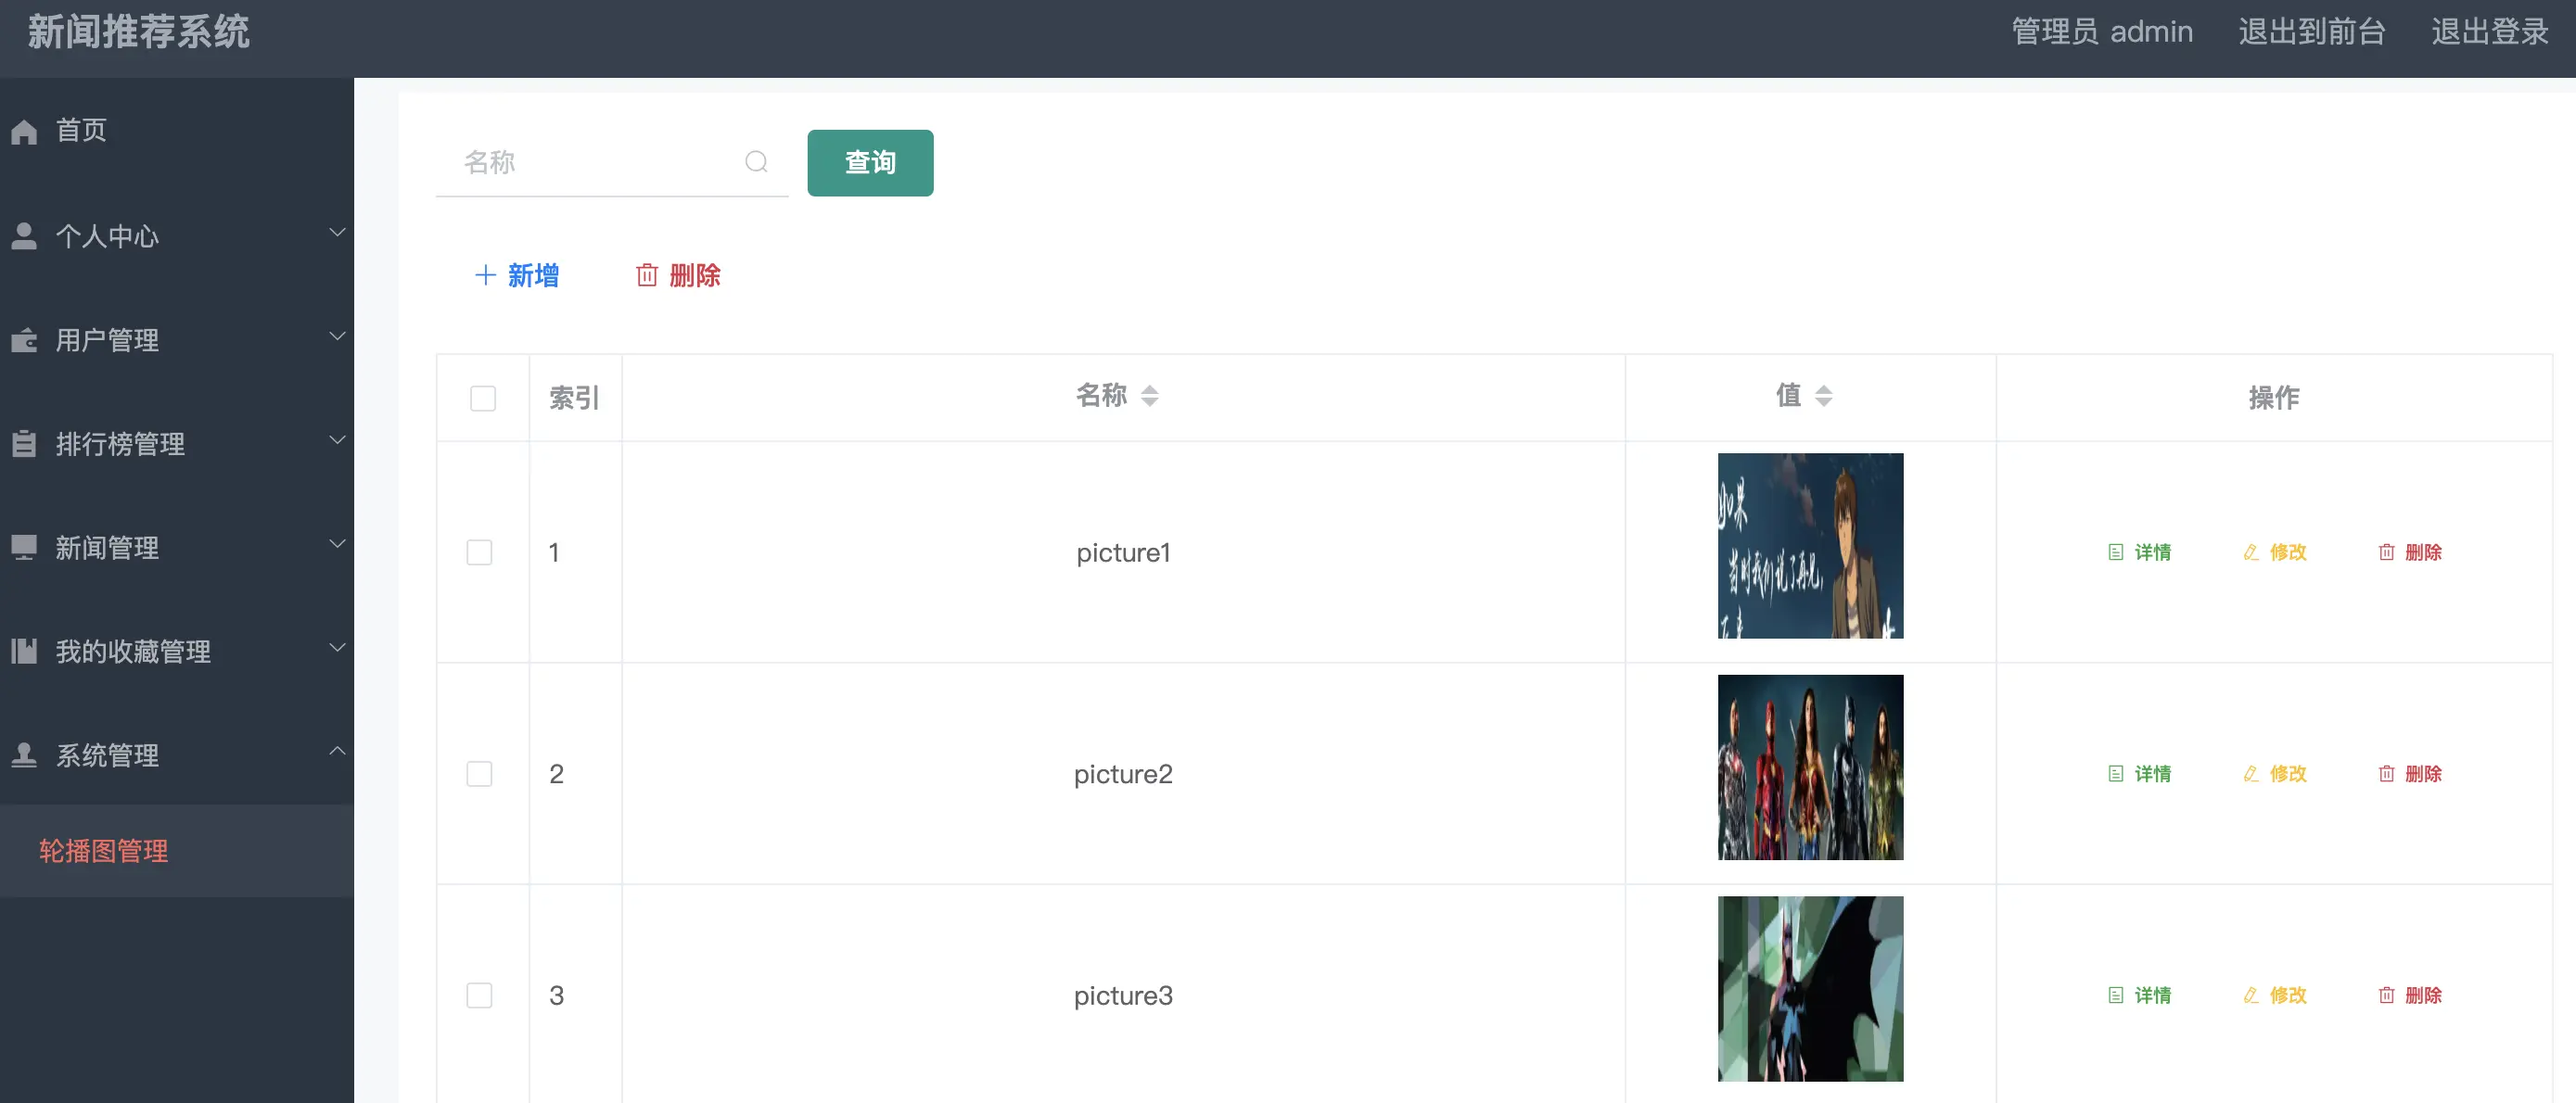 新闻推荐系统
管理员 admin 退出到前台 退出登录
首页
个人中心
用户管理
排行榜管理
新闻管理
我的收藏管理
系统管理
轮播图管理
名称 查询
新增 删除
索引 名称 值 操作
1 picture1 详情 修改 删除
如果
当时我们说了再见,
2 picture2 详情 修改 删除
3 picture3 详情 修改 删除